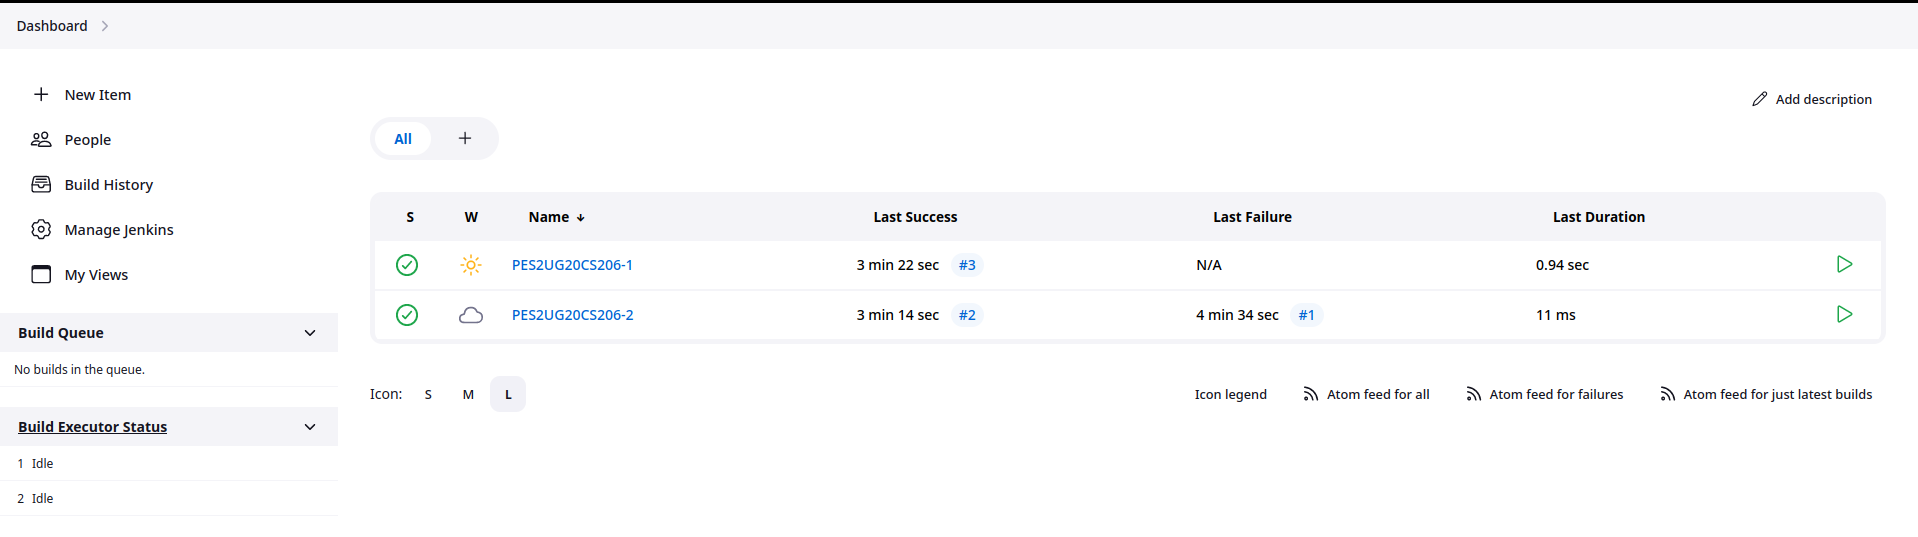 Dashboard
New Item
People
Build History
Manage Jenkins
My Views
Build Queue
No builds in the queue.
Build Executor Status
1 Idle
2 Idle
Add description
All
S W Name ↓ Last Success Last Failure Last Duration
PES2UG20CS206-1 3 min 22 sec #3 N/A 0.94 sec
PES2UG20CS206-2 3 min 14 sec #2 4 min 34 sec #1 11 ms
Icon: S M L
Icon legend Atom feed for all Atom feed for failures Atom feed for just latest builds